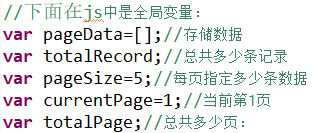 //下面在js中是全局变量：
var pageData=[];//存储数据
var totalRecord;//总共多少条记录
var pageSize=5;//每页指定多少条数据
var currentPage=1;//当前第1页
var totalPage;//总共多少页：